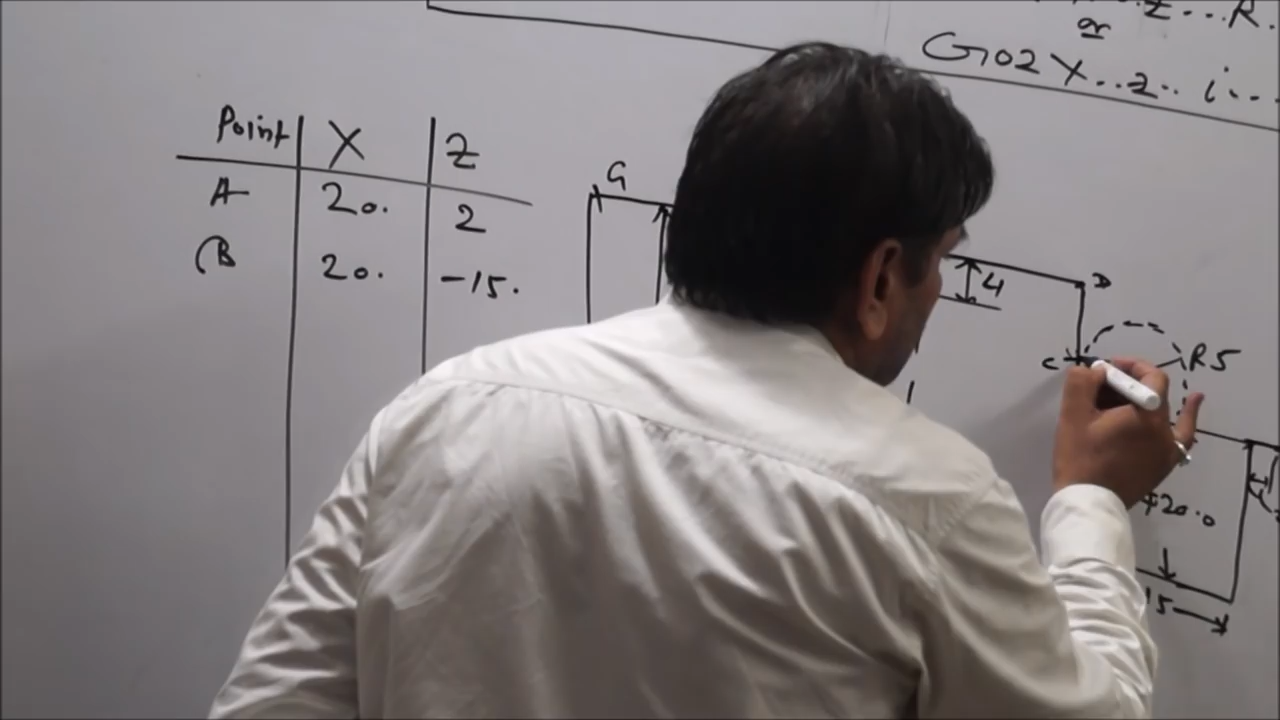 Z...R.
or
G02 X...z.. i...
Point X Z
A 20. 2
B 20. -15.
G
4 D
C R5
ϕ20.0
15